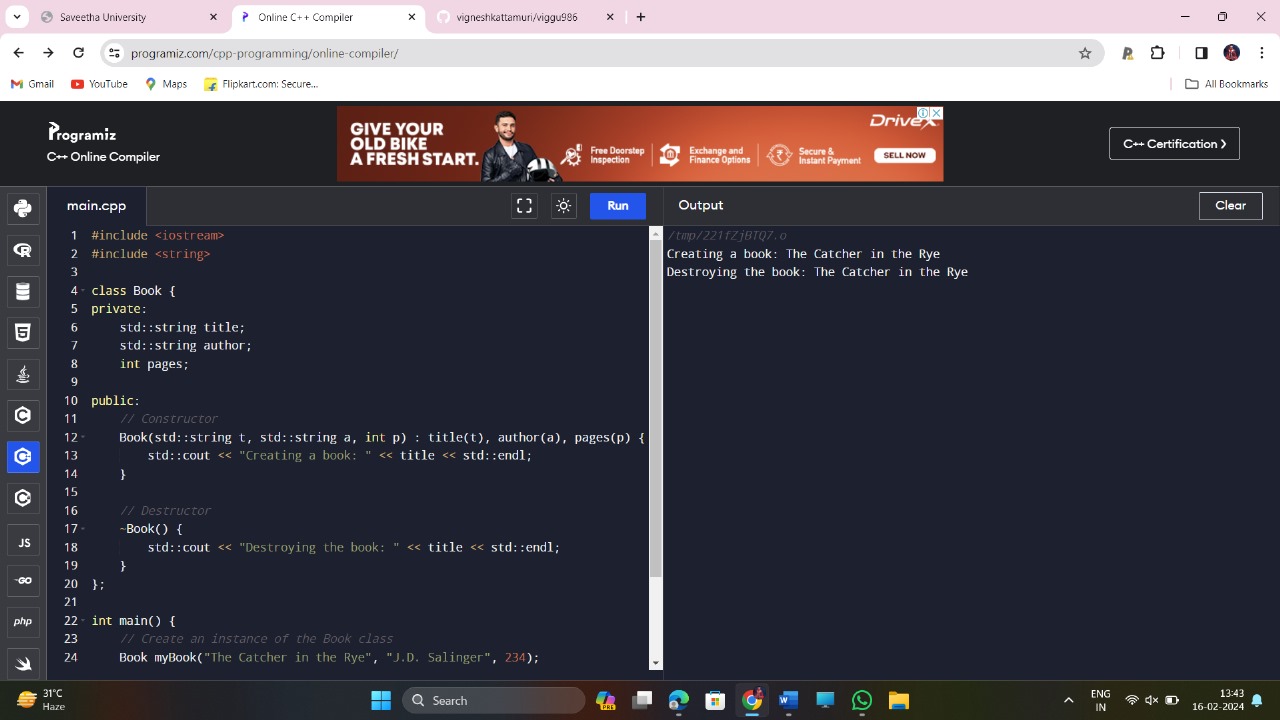 Saveetha University
Online C++ Compiler
vigneshkattamuri/viggu986
programiz.com/cpp-programming/online-compiler/
Gmail
YouTube
Maps
Flipkart.com: Secure...
All Bookmarks
Programiz
C++ Online Compiler
GIVE YOUR
OLD BIKE
A FRESH START.
Free Doorstep
Inspection
Exchange and
Finance Options
Secure &
Instant Payment
DriveX
SELL NOW
C++ Certification ❯
main.cpp
Run
Output
Clear
1 #include <iostream>
2 #include <string>
3
4 class Book {
5 private:
6     std::string title;
7     std::string author;
8     int pages;
9
10 public:
11     // Constructor
12     Book(std::string t, std::string a, int p) : title(t), author(a), pages(p) {
13         std::cout << "Creating a book: " << title << std::endl;
14     }
15
16     // Destructor
17     ~Book() {
18         std::cout << "Destroying the book: " << title << std::endl;
19     }
20 };
21
22 int main() {
23     // Create an instance of the Book class
24     Book myBook("The Catcher in the Rye", "J.D. Salinger", 234);
/tmp/221fZjBTQ7.o
Creating a book: The Catcher in the Rye
Destroying the book: The Catcher in the Rye
JS
GO
php
31°C
Haze
Search
PRE
ENG
IN
13:43
16-02-2024